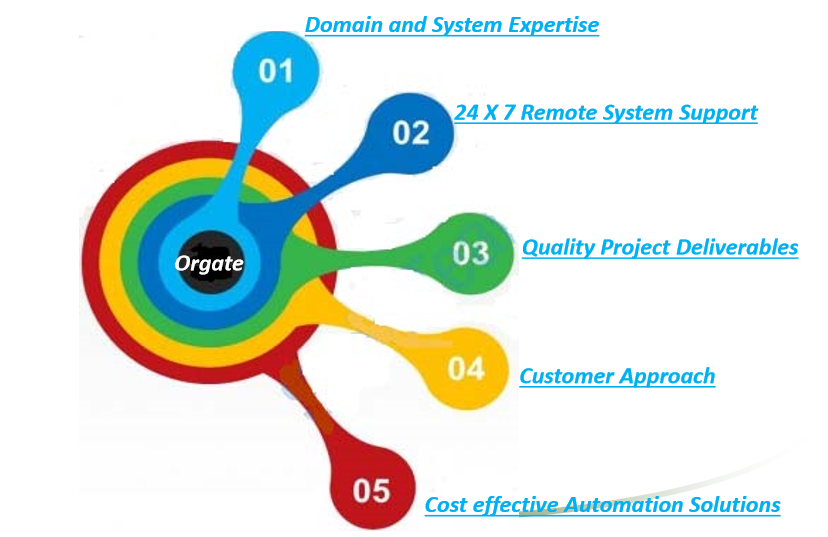 Domain and System Expertise
01
24 X 7 Remote System Support
02
Quality Project Deliverables
03
Orgate
04
Customer Approach
05
Cost effective Automation Solutions